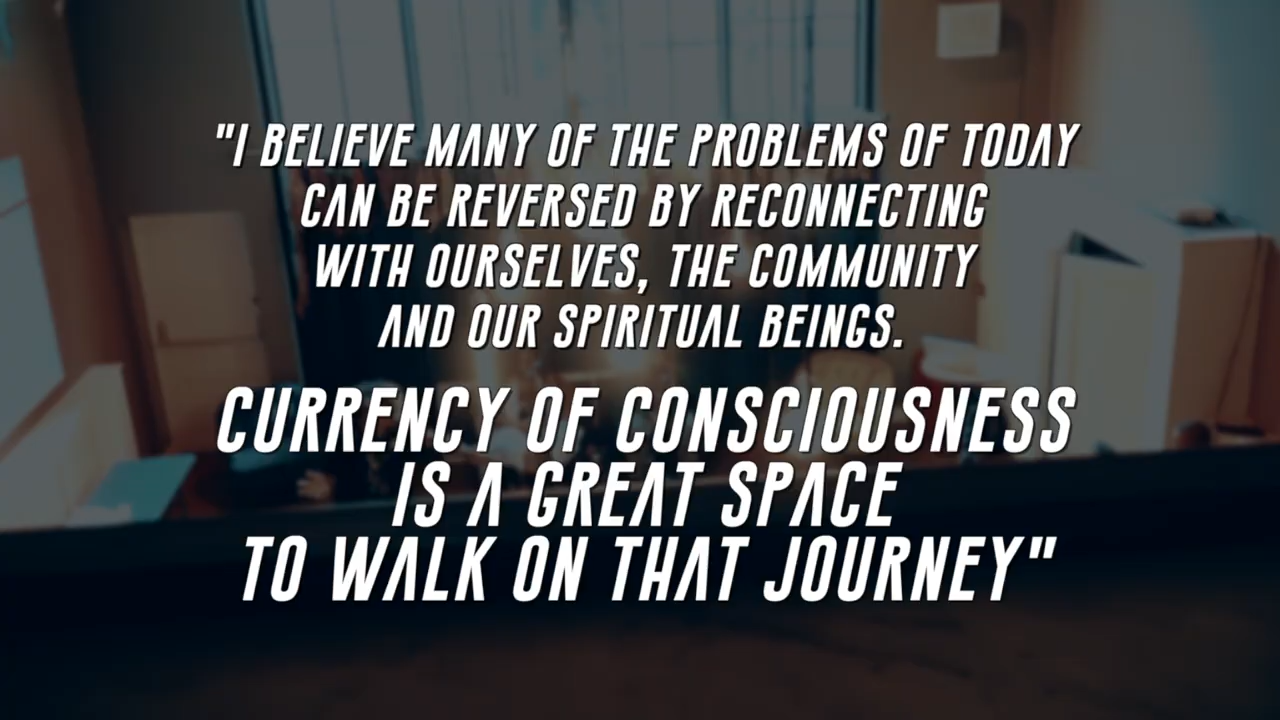 "I BELIEVE MANY OF THE PROBLEMS OF TODAY
CAN BE REVERSED BY RECONNECTING
WITH OURSELVES, THE COMMUNITY
AND OUR SPIRITUAL BEINGS.
CURRENCY OF CONSCIOUSNESS
IS A GREAT SPACE
TO WALK ON THAT JOURNEY"